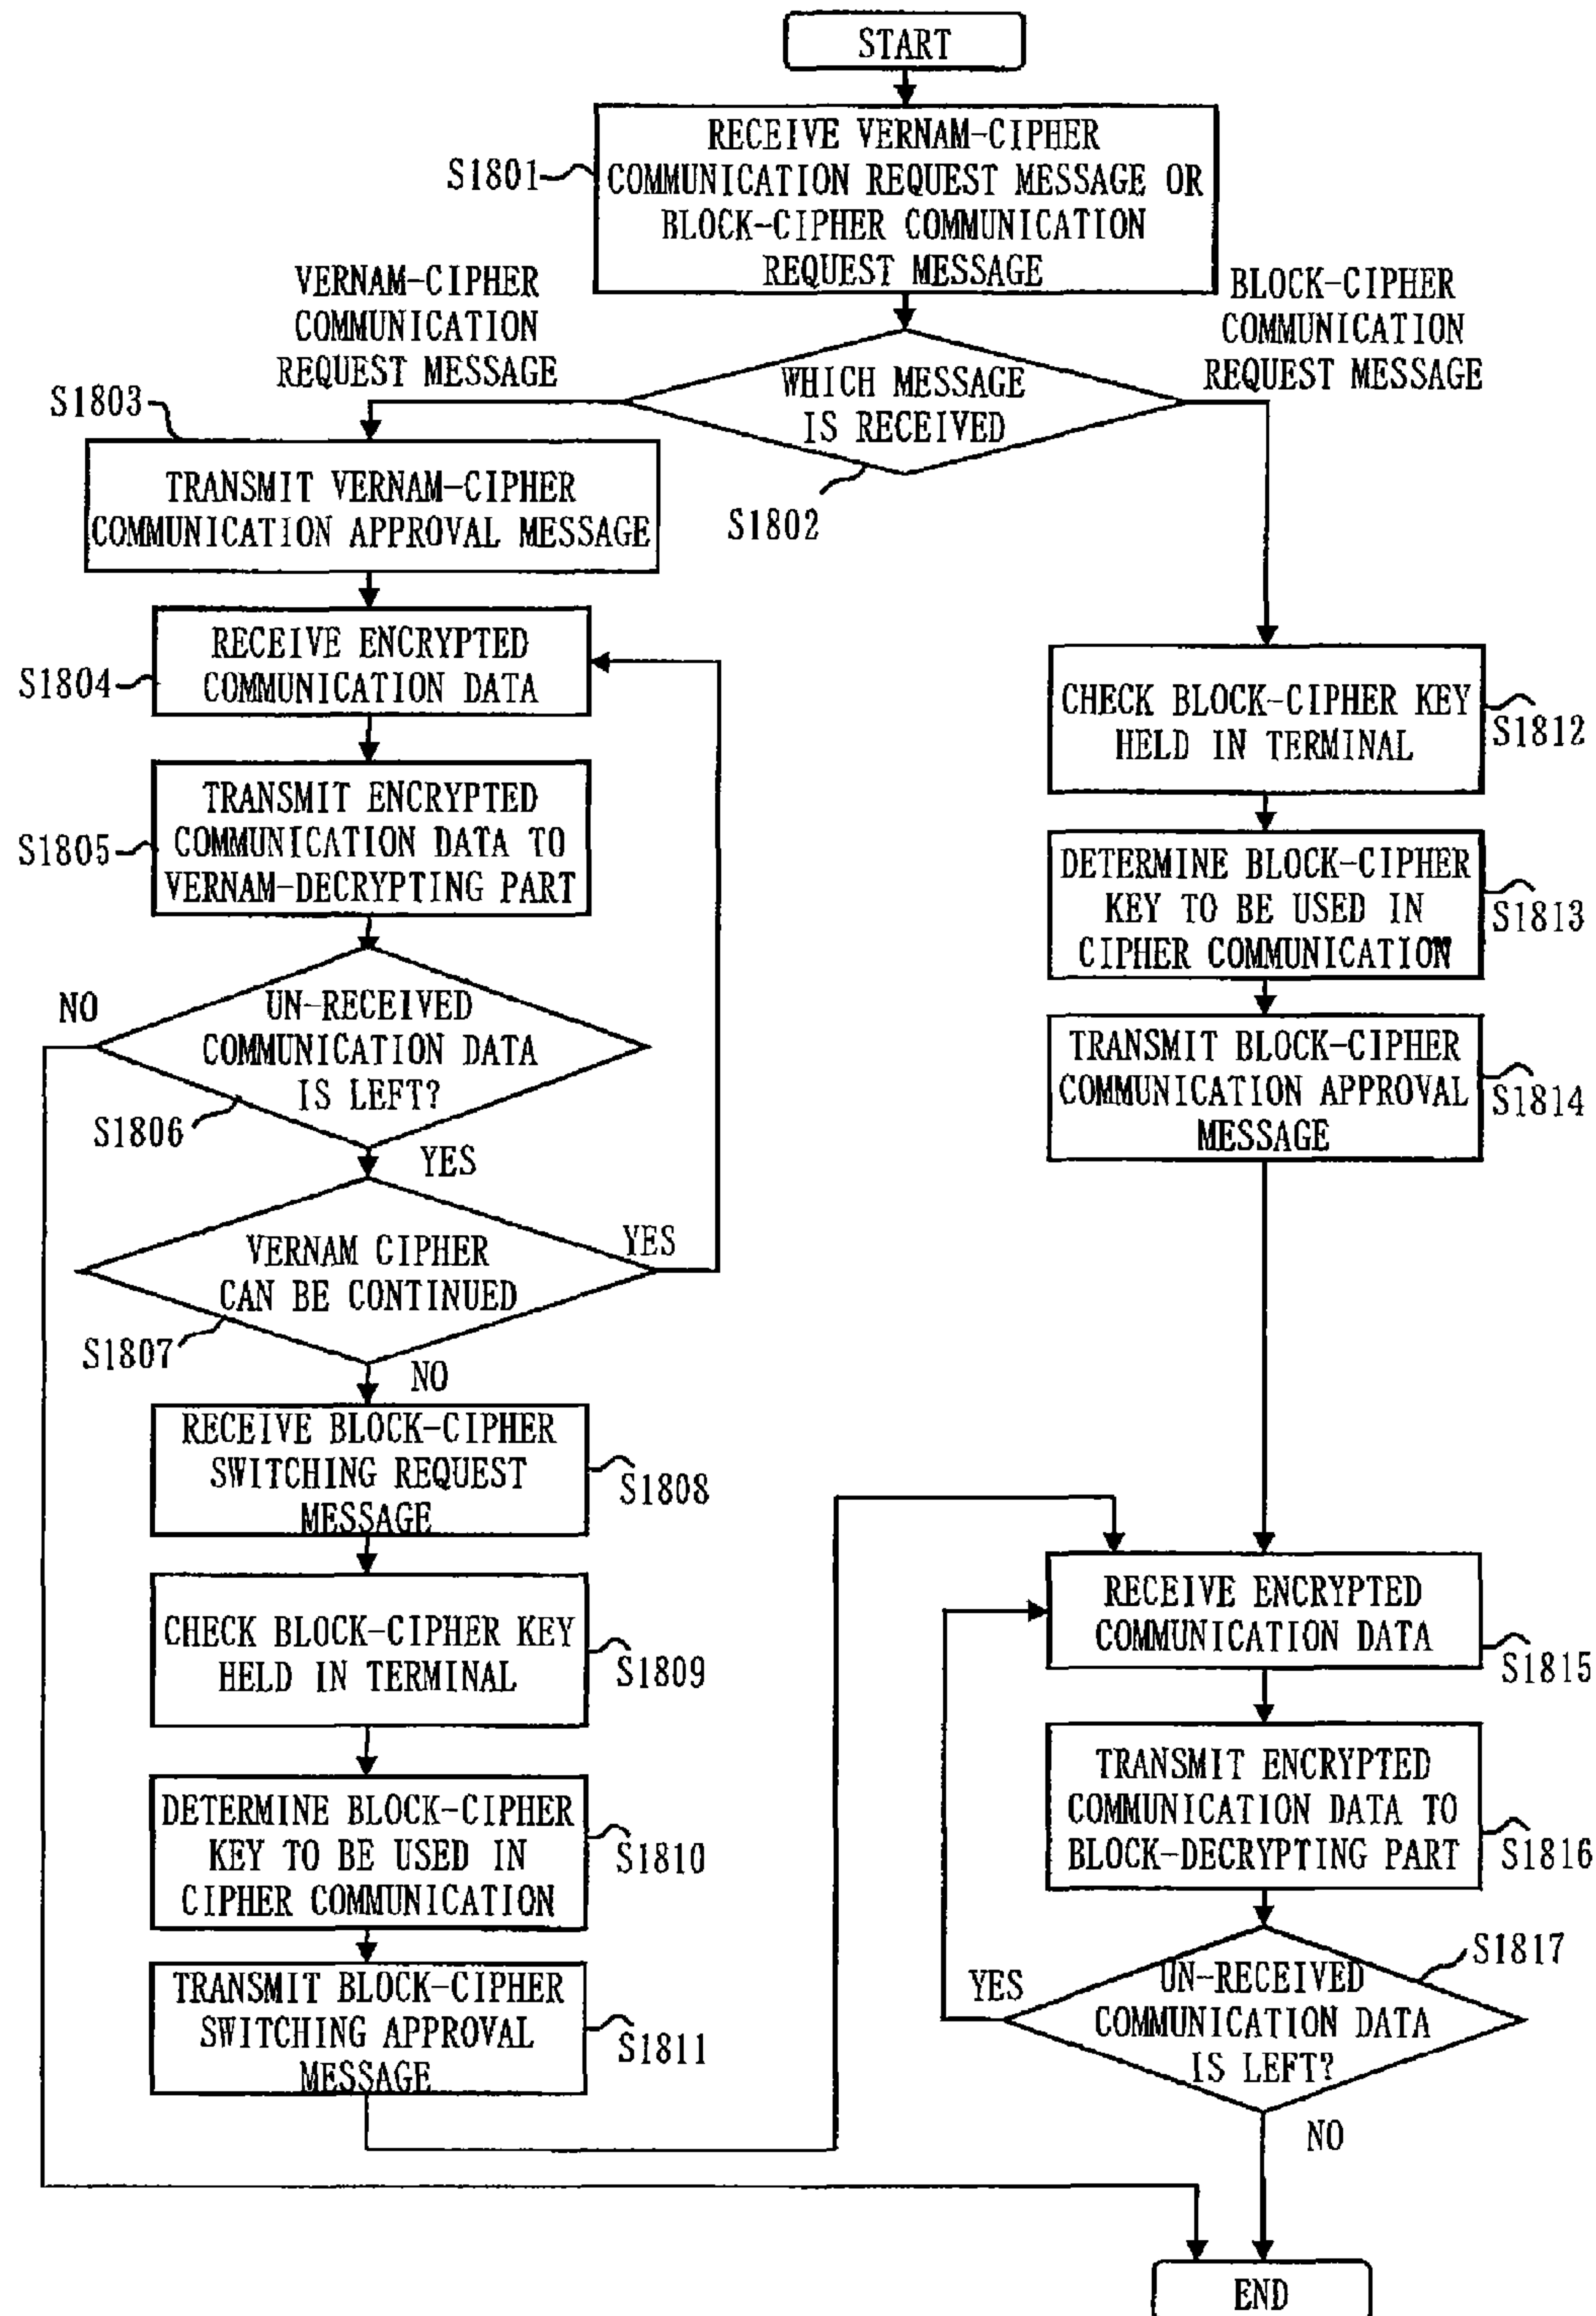 START
RECEIVE VERNAM-CIPHER
COMMUNICATION REQUEST MESSAGE OR
BLOCK-CIPHER COMMUNICATION
REQUEST MESSAGE
S1801
VERNAM-CIPHER
COMMUNICATION
REQUEST MESSAGE
BLOCK-CIPHER
COMMUNICATION
REQUEST MESSAGE
WHICH MESSAGE
IS RECEIVED
S1802
S1803
TRANSMIT VERNAM-CIPHER
COMMUNICATION APPROVAL MESSAGE
RECEIVE ENCRYPTED
COMMUNICATION DATA
S1804
TRANSMIT ENCRYPTED
COMMUNICATION DATA TO
VERNAM-DECRYPTING PART
S1805
NO
UN-RECEIVED
COMMUNICATION DATA
IS LEFT?
S1806
YES
VERNAM CIPHER
CAN BE CONTINUED
YES
S1807
NO
RECEIVE BLOCK-CIPHER
SWITCHING REQUEST
MESSAGE
S1808
CHECK BLOCK-CIPHER KEY
HELD IN TERMINAL
S1809
DETERMINE BLOCK-CIPHER
KEY TO BE USED IN
CIPHER COMMUNICATION
S1810
TRANSMIT BLOCK-CIPHER
SWITCHING APPROVAL
MESSAGE
S1811
CHECK BLOCK-CIPHER KEY
HELD IN TERMINAL
S1812
DETERMINE BLOCK-CIPHER
KEY TO BE USED IN
CIPHER COMMUNICATION
S1813
TRANSMIT BLOCK-CIPHER
COMMUNICATION APPROVAL
MESSAGE
S1814
RECEIVE ENCRYPTED
COMMUNICATION DATA
S1815
TRANSMIT ENCRYPTED
COMMUNICATION DATA TO
BLOCK-DECRYPTING PART
S1816
S1817
YES
UN-RECEIVED
COMMUNICATION DATA
IS LEFT?
NO
END